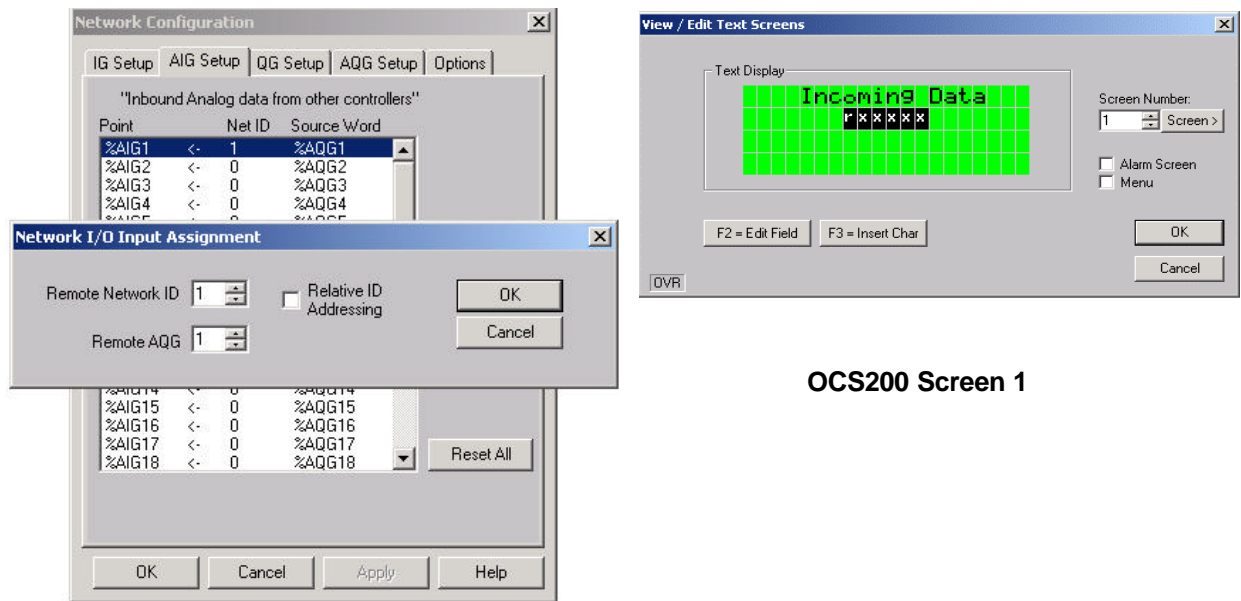 Network Configuration
IG Setup AIG Setup QG Setup AQG Setup Options
"Inbound Analog data from other controllers"
Point Net ID Source Word
%AIG1 <- 1 %AQG1
%AIG2 <- 0 %AQG2
%AIG3 <- 0 %AQG3
%AIG4 <- 0 %AQG4
Network I/O Input Assignment
Remote Network ID 1
Relative ID
Addressing
Remote AQG 1
OK
Cancel
%AIG15 <- 0 %AQG15
%AIG16 <- 0 %AQG16
%AIG17 <- 0 %AQG17
%AIG18 <- 0 %AQG18
Reset All
OK Cancel Apply Help
View / Edit Text Screens
Text Display
Incoming Data
rxxxxx
Screen Number:
1 Screen >
Alarm Screen
Menu
F2 = Edit Field F3 = Insert Char
OK
Cancel
OVR
OCS200 Screen 1